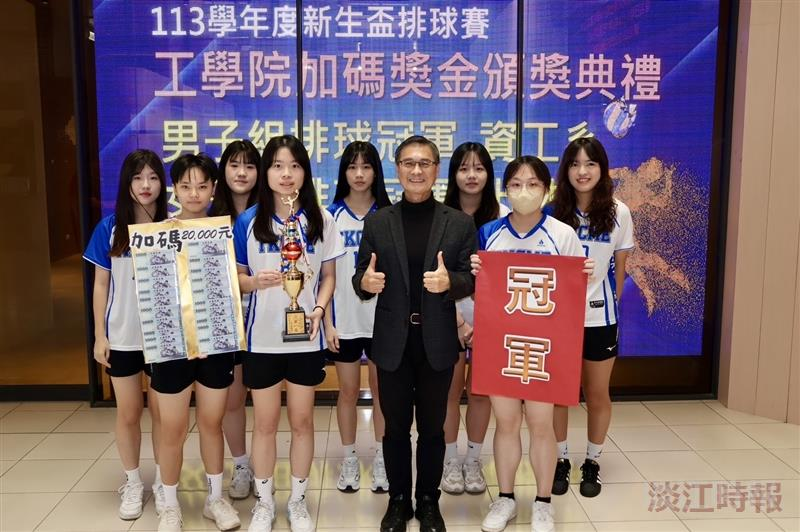 113學年度新生盃排球賽
工學院加碼獎金頒獎典禮
男子組排球冠軍 資工系
加碼 20,000元
冠軍
淡江時報